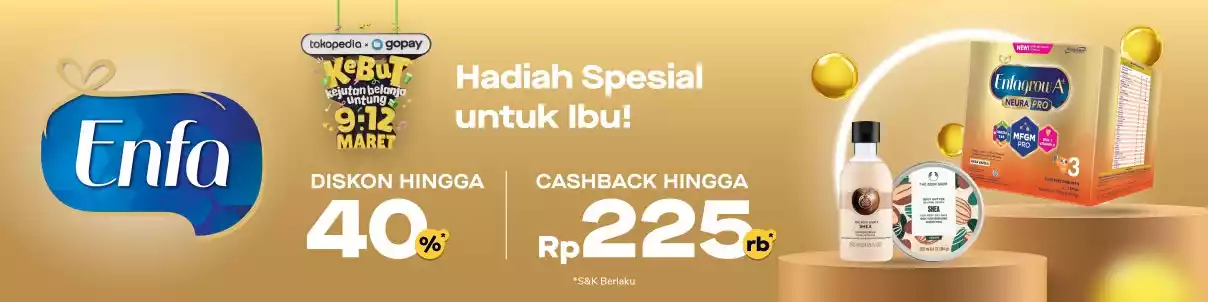 Enfa
tokopedia x gopay
KeBUT
kejutan belanja
untung
9-12
MARET
Hadiah Spesial
untuk Ibu!
DISKON HINGGA
40%*
CASHBACK HINGGA
Rp225rb*
*S&K Berlaku
THE BODY SHOP
SHEA
NEW!
Enfagrow A+
NEURA PRO
MFGM
PRO
3